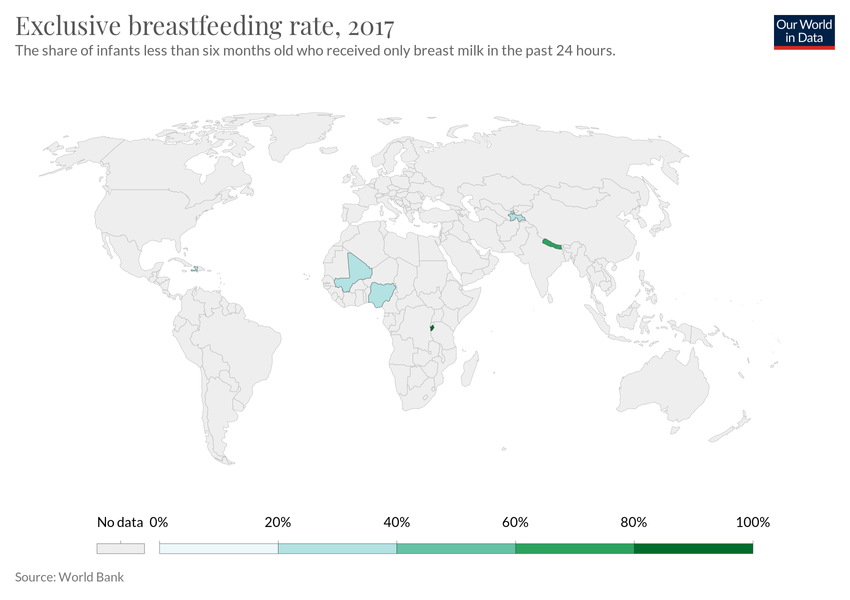 Exclusive breastfeeding rate, 2017
The share of infants less than six months old who received only breast milk in the past 24 hours.
Our World
in Data
No data 0% 20% 40% 60% 80% 100%
Source: World Bank